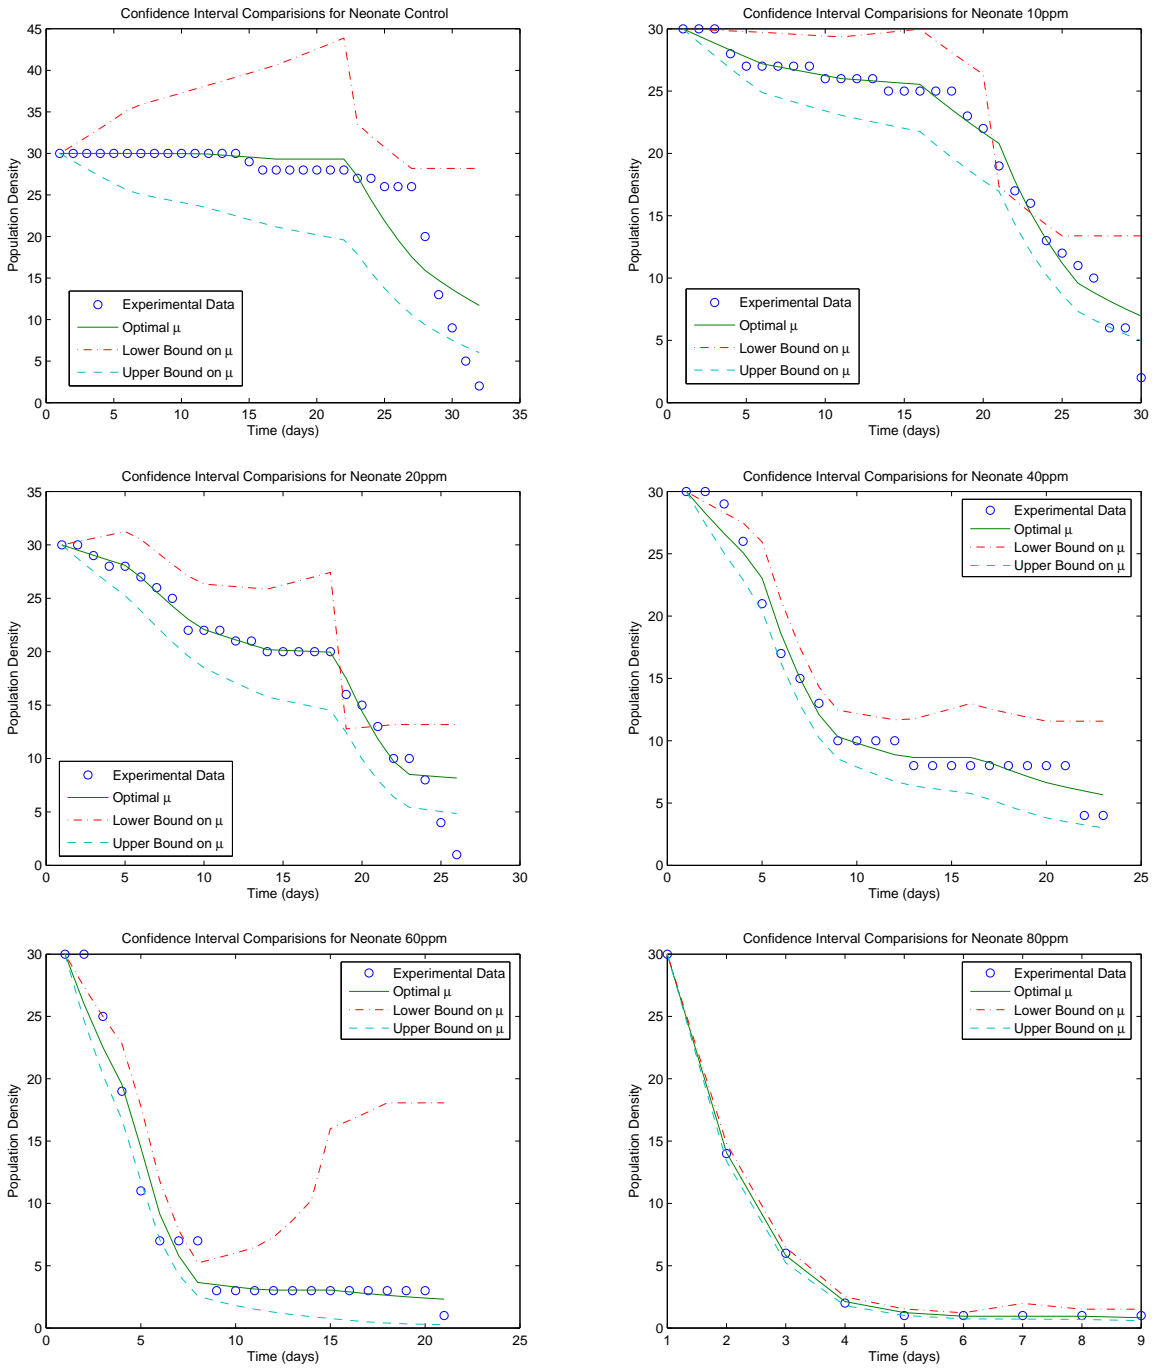 Confidence Interval Comparisions for Neonate Control
45
40
35
30
25
20
15
10
5
0
Population Density
0 5 10 15 20 25 30 35
Time (days)
Experimental Data
Optimal μ
Lower Bound on μ
Upper Bound on μ
Confidence Interval Comparisions for Neonate 10ppm
30
25
20
15
10
5
0
Population Density
0 5 10 15 20 25 30
Time (days)
Experimental Data
Optimal μ
Lower Bound on μ
Upper Bound on μ
Confidence Interval Comparisions for Neonate 20ppm
35
30
25
20
15
10
5
0
Population Density
0 5 10 15 20 25 30
Time (days)
Experimental Data
Optimal μ
Lower Bound on μ
Upper Bound on μ
Confidence Interval Comparisions for Neonate 40ppm
30
25
20
15
10
5
0
Population Density
0 5 10 15 20 25
Time (days)
Experimental Data
Optimal μ
Lower Bound on μ
Upper Bound on μ
Confidence Interval Comparisions for Neonate 60ppm
30
25
20
15
10
5
0
Population Density
0 5 10 15 20 25
Time (days)
Experimental Data
Optimal μ
Lower Bound on μ
Upper Bound on μ
Confidence Interval Comparisions for Neonate 80ppm
30
25
20
15
10
5
0
Population Density
1 2 3 4 5 6 7 8 9
Time (days)
Experimental Data
Optimal μ
Lower Bound on μ
Upper Bound on μ